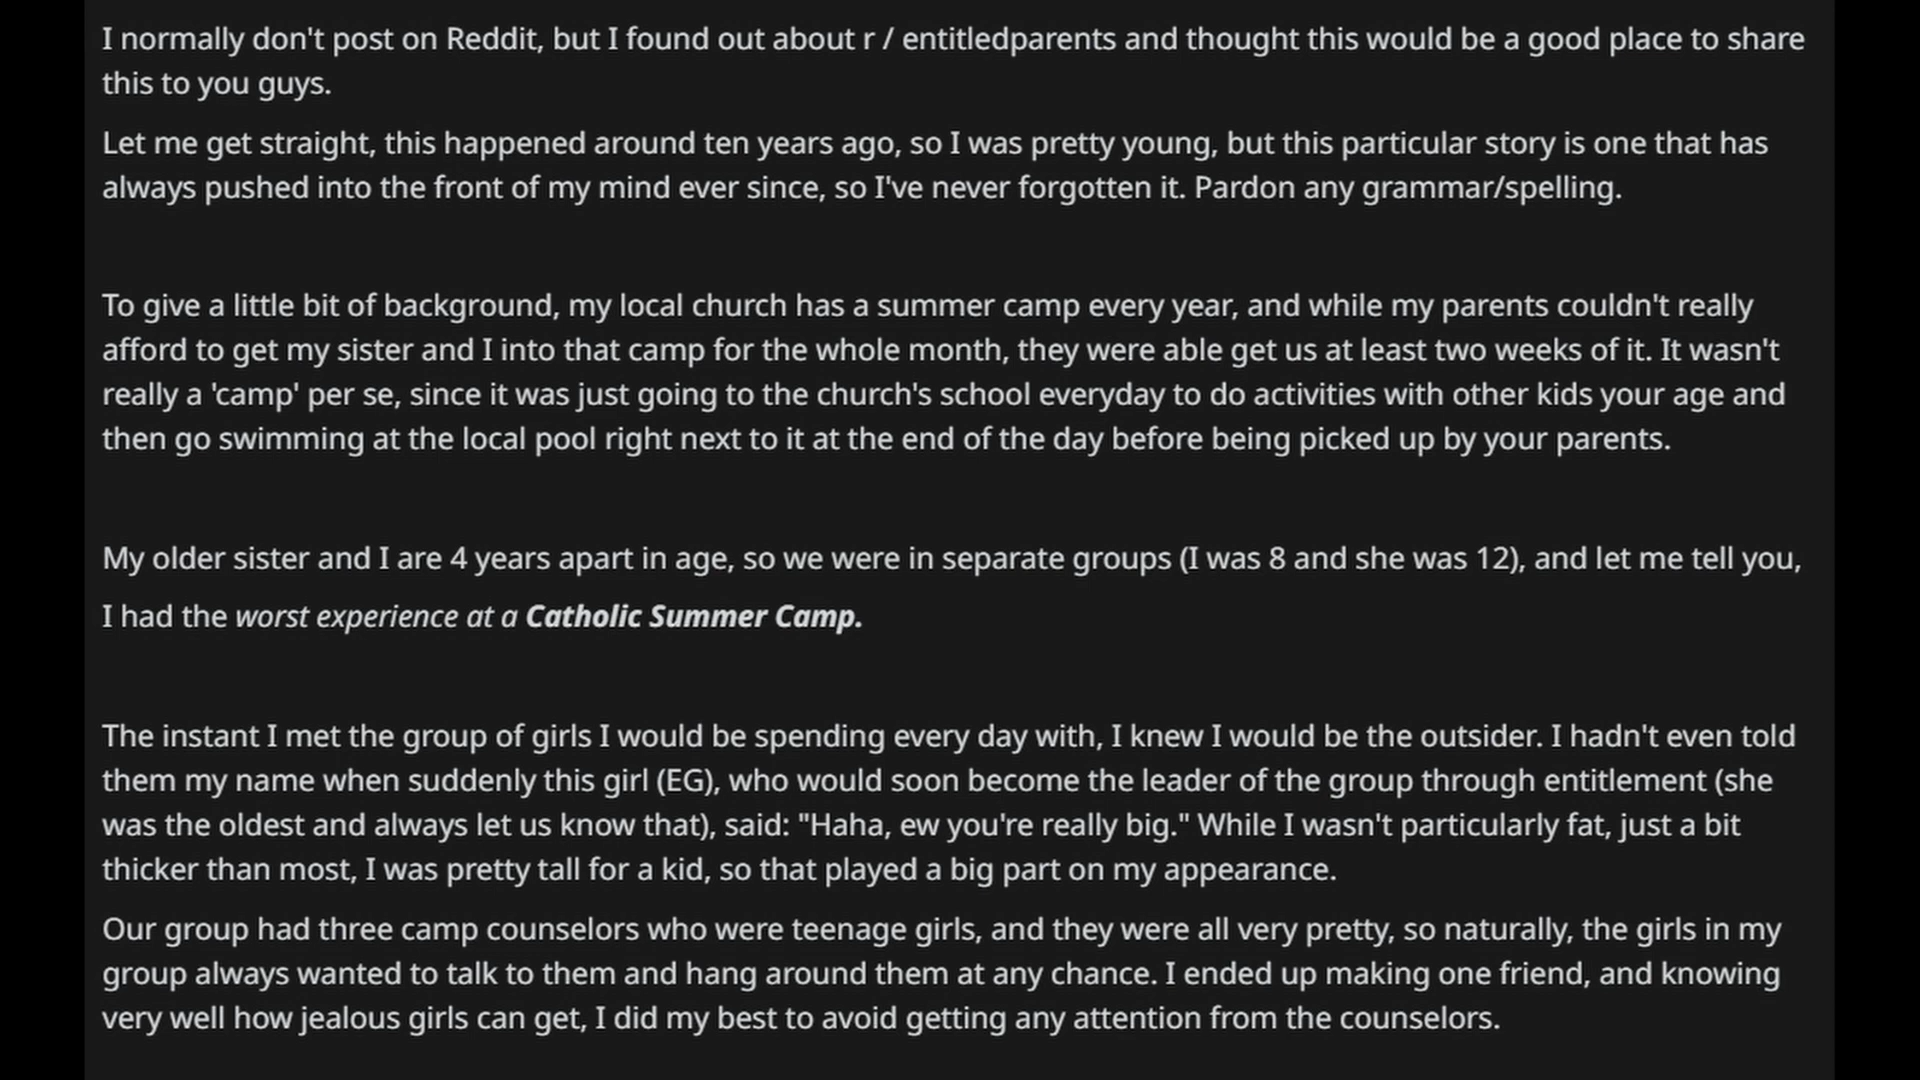 I normally don't post on Reddit, but I found out about r / entitledparents and thought this would be a good place to share
this to you guys.
Let me get straight, this happened around ten years ago, so I was pretty young, but this particular story is one that has
always pushed into the front of my mind ever since, so I've never forgotten it. Pardon any grammar/spelling.
To give a little bit of background, my local church has a summer camp every year, and while my parents couldn't really
afford to get my sister and I into that camp for the whole month, they were able get us at least two weeks of it. It wasn't
really a 'camp' per se, since it was just going to the church's school everyday to do activities with other kids your age and
then go swimming at the local pool right next to it at the end of the day before being picked up by your parents.
My older sister and I are 4 years apart in age, so we were in separate groups (I was 8 and she was 12), and let me tell you,
I had the worst experience at a Catholic Summer Camp.
The instant I met the group of girls I would be spending every day with, I knew I would be the outsider. I hadn't even told
them my name when suddenly this girl (EG), who would soon become the leader of the group through entitlement (she
was the oldest and always let us know that), said: "Haha, ew you're really big." While I wasn't particularly fat, just a bit
thicker than most, I was pretty tall for a kid, so that played a big part on my appearance.
Our group had three camp counselors who were teenage girls, and they were all very pretty, so naturally, the girls in my
group always wanted to talk to them and hang around them at any chance. I ended up making one friend, and knowing
very well how jealous girls can get, I did my best to avoid getting any attention from the counselors.